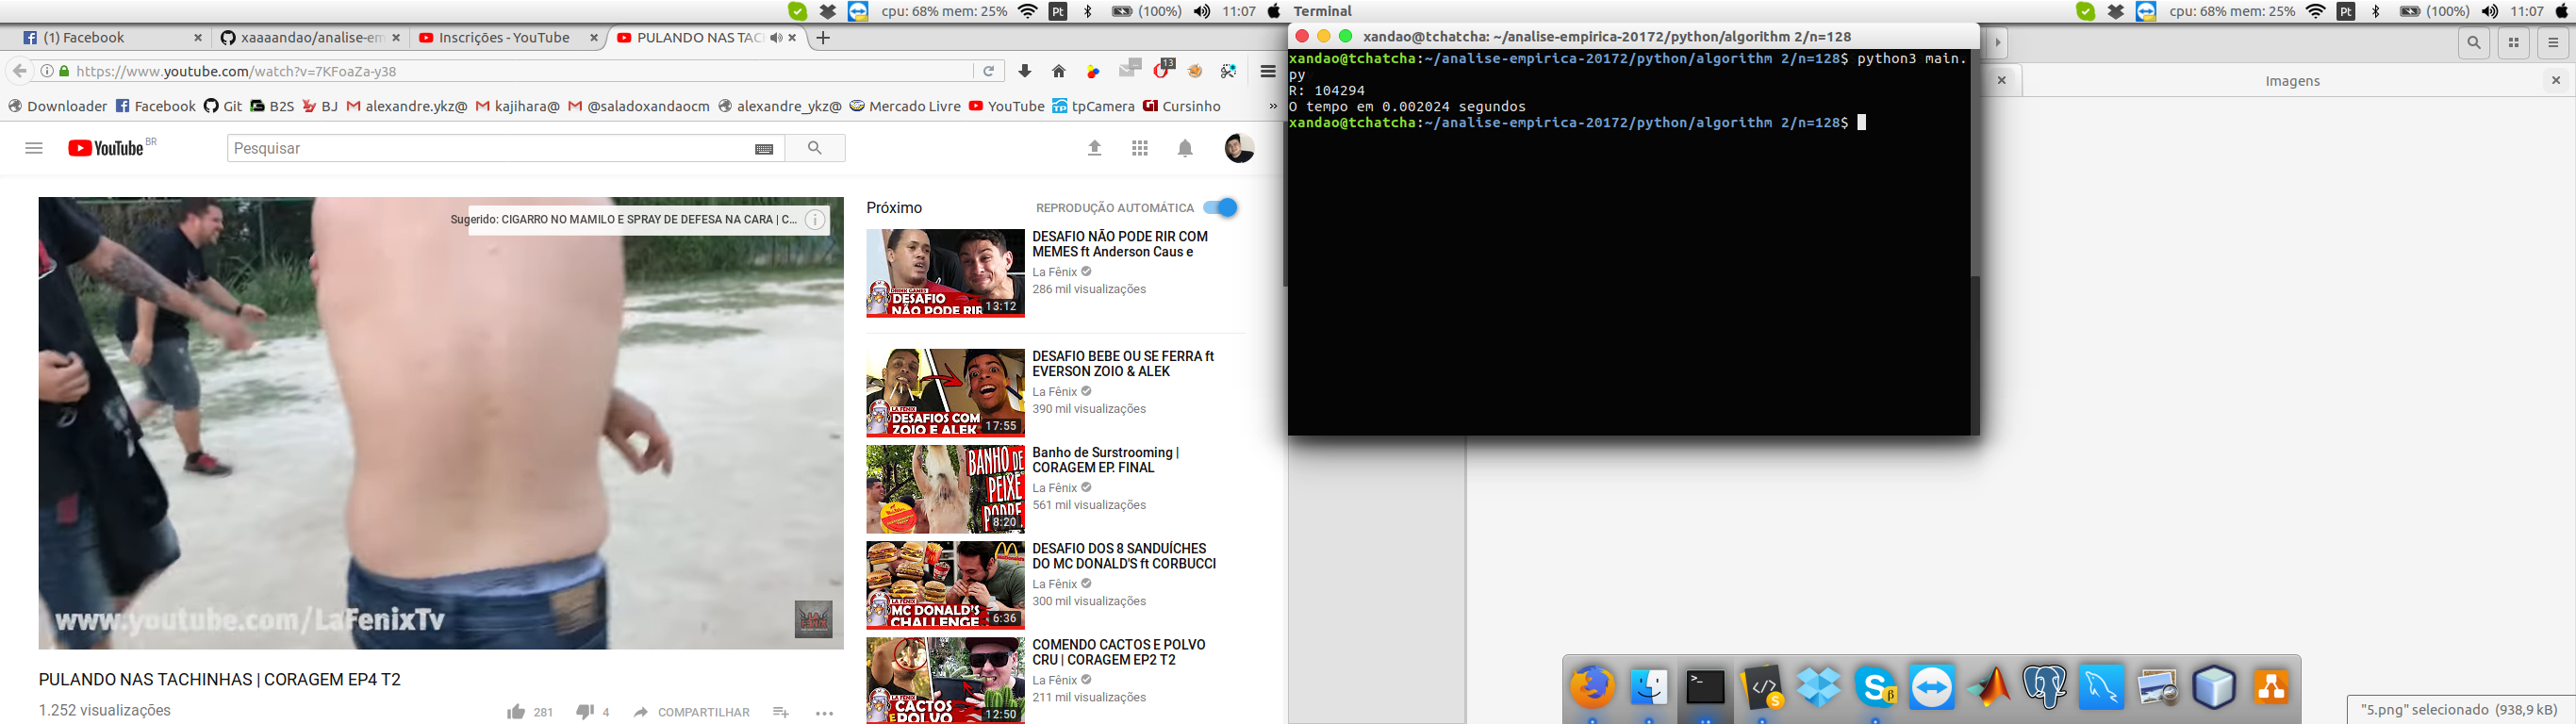 cpu: 68% mem: 25% Pt (100%) 11:07
Terminal
cpu: 68% mem: 25% Pt (100%) 11:07
(1) Facebook
xaaaandao/analise-em
Inscrições - YouTube
PULANDO NAS TAC
https://www.youtube.com/watch?v=7KFoaZa-y38
13
Downloader Facebook Git B2S BJ alexandre.ykz@ kajihara@ @saladoxandaocm alexandre_ykz@ Mercado Livre YouTube tpCamera Cursinho
YouTube BR
Pesquisar
Sugerido: CIGARRO NO MAMILO E SPRAY DE DEFESA NA CARA | C...
www.youtube.com/LaFenixTv
PULANDO NAS TACHINHAS | CORAGEM EP4 T2
1.252 visualizações
281
4
COMPARTILHAR
Próximo
REPRODUÇÃO AUTOMÁTICA
DESAFIO
NÃO PODE RIR
13:12
DESAFIO NÃO PODE RIR COM
MEMES ft Anderson Caus e
La Fênix
286 mil visualizações
DESAFIOS COM
ZOIO E ALEK
17:55
DESAFIO BEBE OU SE FERRA ft
EVERSON ZOIO & ALEK
La Fênix
390 mil visualizações
BANHO DE
PEIXE
PODRE
8:20
Banho de Surstrooming |
CORAGEM EP. FINAL
La Fênix
561 mil visualizações
MC DONALD'S
CHALLENGE
6:36
DESAFIO DOS 8 SANDUÍCHES
DO MC DONALD'S ft CORBUCCI
La Fênix
300 mil visualizações
CACTOS
E POLVO
12:50
COMENDO CACTOS E POLVO
CRU | CORAGEM EP2 T2
La Fênix
211 mil visualizações
xandao@tchatcha: ~/analise-empirica-20172/python/algorithm 2/n=128
xandao@tchatcha:~/analise-empirica-20172/python/algorithm 2/n=128$ python3 main.
py
R: 104294
O tempo em 0.002024 segundos
xandao@tchatcha:~/analise-empirica-20172/python/algorithm 2/n=128$
Imagens
"5.png" selecionado (938,9 kB)